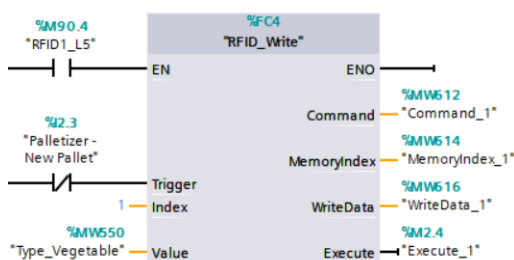 %M90.4
"RFID1_L5"
%FC4
"RFID_Write"
EN
ENO
Command
%MW612
"Command_1"
%I2.3
"Palletizer -
New Pallet"
MemoryIndex
%MW614
"MemoryIndex_1"
Trigger
1
Index
WriteData
%MW616
"WriteData_1"
%MW550
"Type_Vegetable"
Value
Execute
%M2.4
"Execute_1"